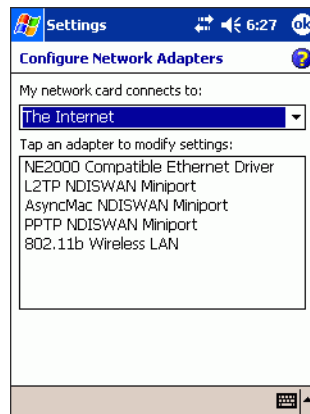 Settings 6:27 ok
Configure Network Adapters ?
My network card connects to:
The Internet
Tap an adapter to modify settings:
NE2000 Compatible Ethernet Driver
L2TP NDISWAN Miniport
AsyncMac NDISWAN Miniport
PPTP NDISWAN Miniport
802.11b Wireless LAN